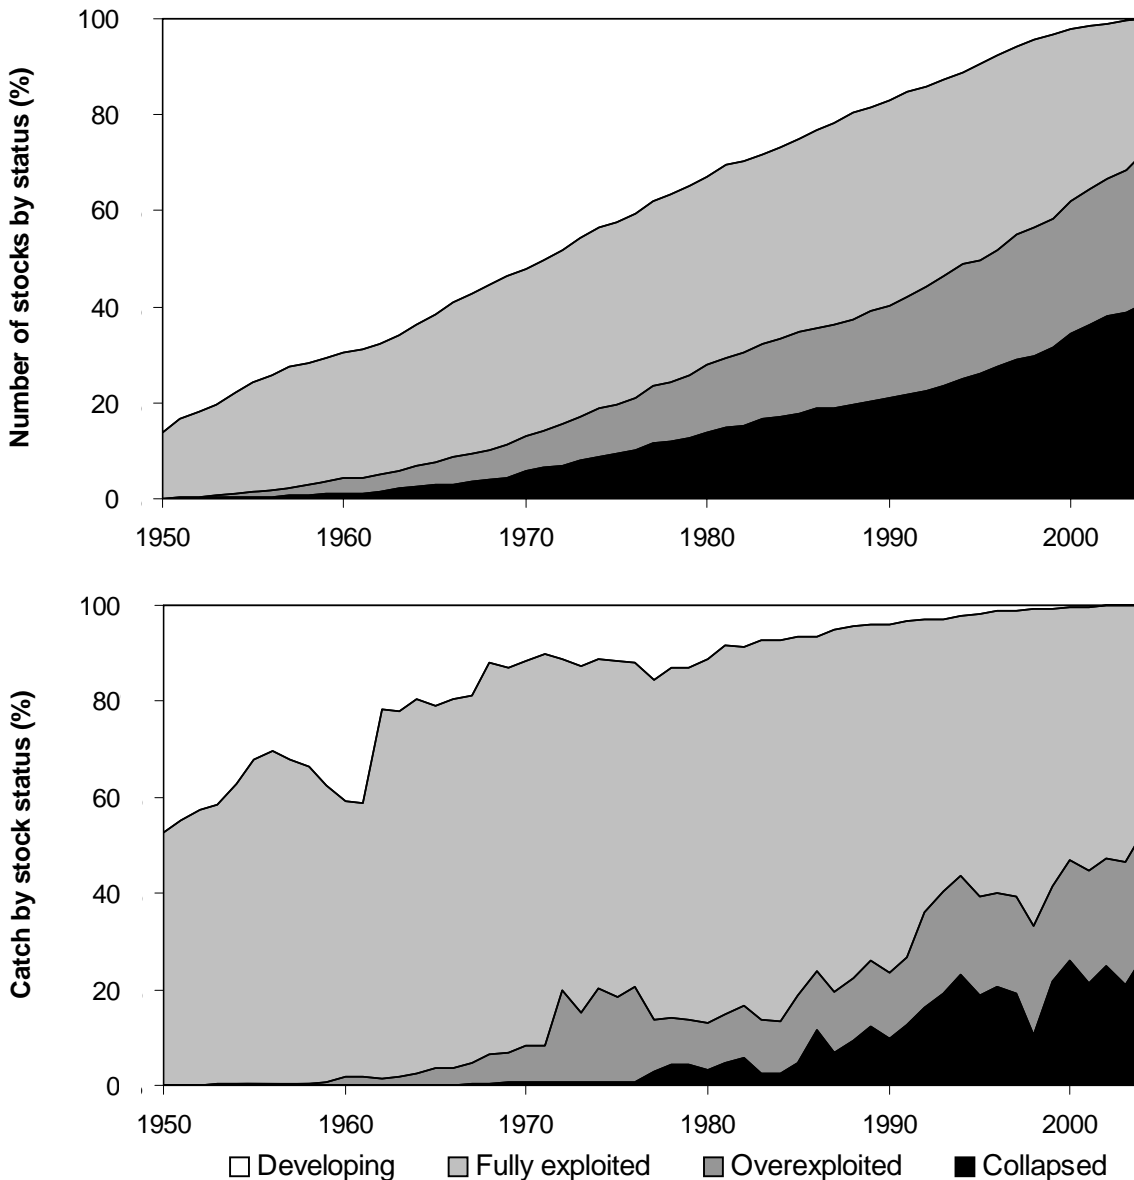 Number of stocks by status (%)
100
80
60
40
20
0
1950 1960 1970 1980 1990 2000
Catch by stock status (%)
100
80
60
40
20
0
1950 1960 1970 1980 1990 2000
Developing Fully exploited Overexploited Collapsed